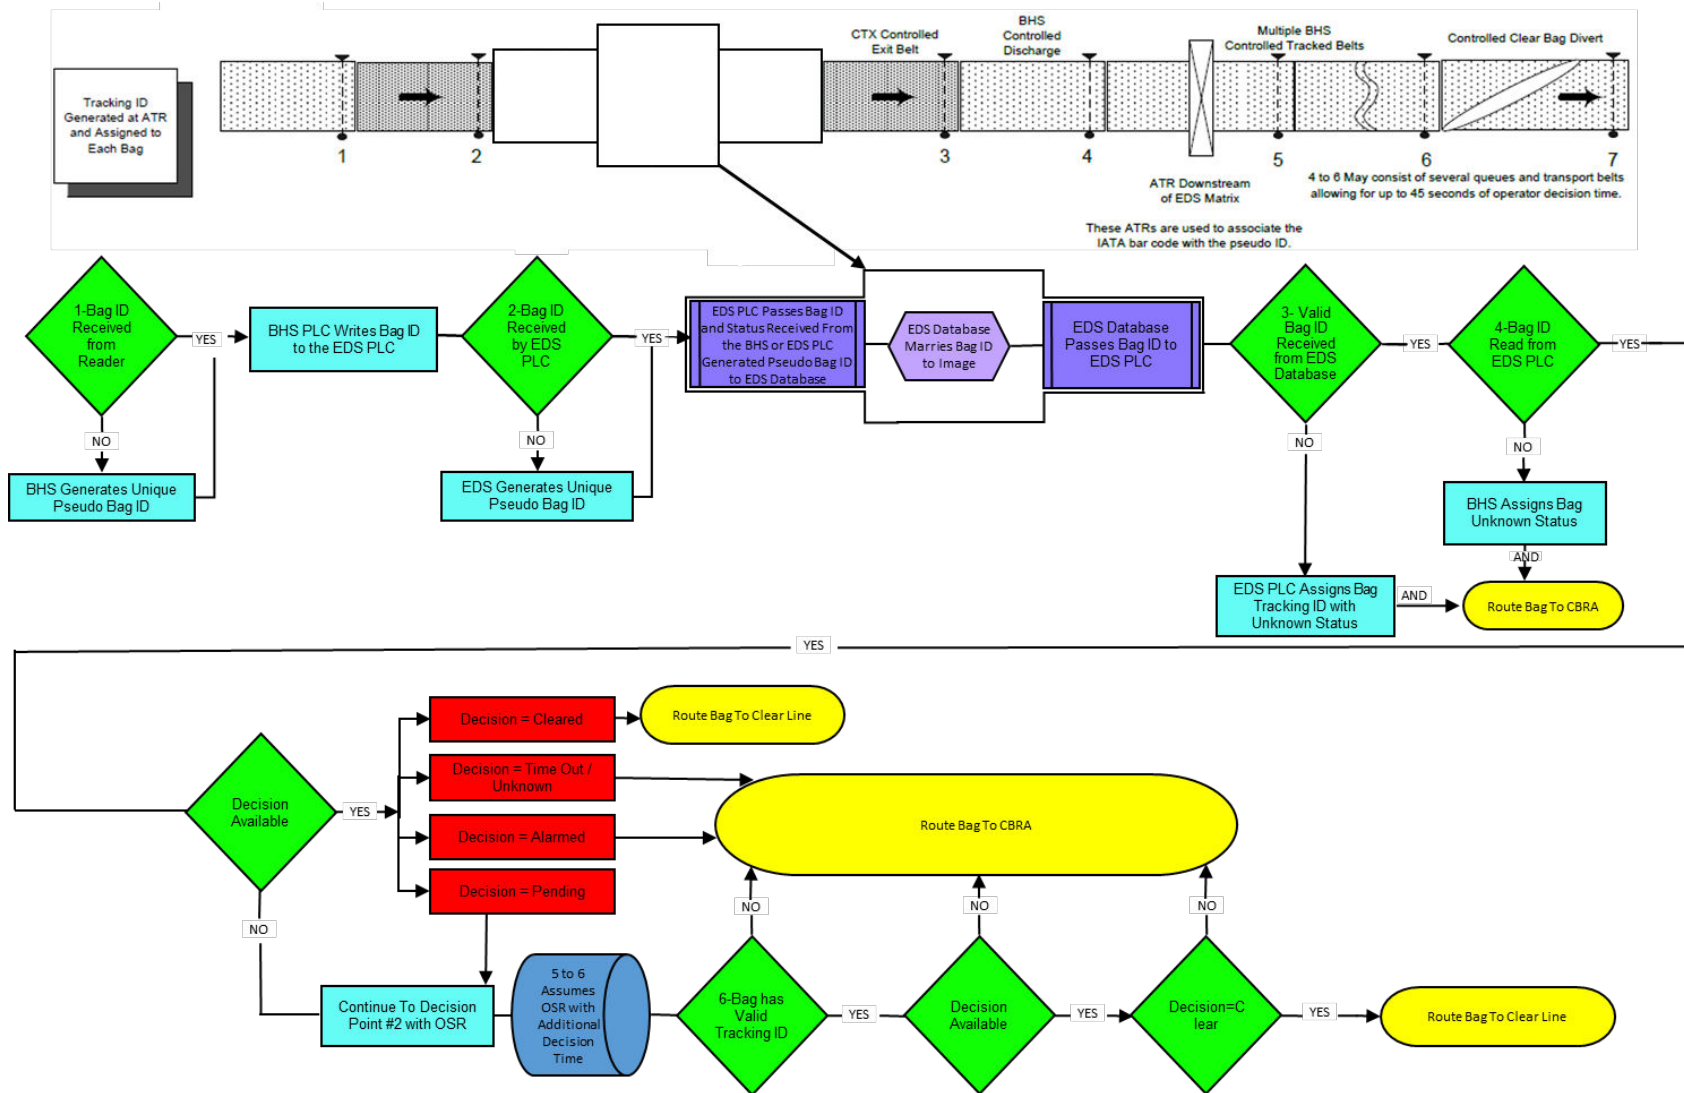 CTX Controlled
Exit Belt
BHS
Controlled
Discharge
Multiple BHS
Controlled Tracked Belts
Controlled Clear Bag Divert
Tracking ID
Generated at ATR
and Assigned to
Each Bag
1
2
3
4
5
6
7
ATR Downstream
of EDS Matrix
4 to 6 May consist of several queues and transport belts
allowing for up to 45 seconds of operator decision time.
These ATRs are used to associate the
IATA bar code with the pseudo ID.
1-Bag ID
Received
from
Reader
YES
NO
BHS Generates Unique
Pseudo Bag ID
BHS PLC Writes Bag ID
to the EDS PLC
2-Bag ID
Received
by EDS
PLC
YES
NO
EDS Generates Unique
Pseudo Bag ID
EDS PLC Passes Bag ID
and Status Received From
the BHS or EDS PLC
Generated Pseudo Bag ID
to EDS Database
EDS Database
Marries Bag ID
to Image
EDS Database
Passes Bag ID to
EDS PLC
3- Valid
Bag ID
Received
from EDS
Database
YES
NO
EDS PLC Assigns Bag
Tracking ID with
Unknown Status
AND
4-Bag ID
Read from
EDS PLC
YES
NO
BHS Assigns Bag
Unknown Status
AND
Route Bag To CBRA
YES
Decision
Available
YES
NO
Decision = Cleared
Route Bag To Clear Line
Decision = Time Out /
Unknown
Decision = Alarmed
Decision = Pending
Route Bag To CBRA
Continue To Decision
Point #2 with OSR
5 to 6
Assumes
OSR with
Additional
Decision
Time
6-Bag has
Valid
Tracking ID
NO
YES
Decision
Available
NO
YES
Decision=C
lear
NO
YES
Route Bag To Clear Line